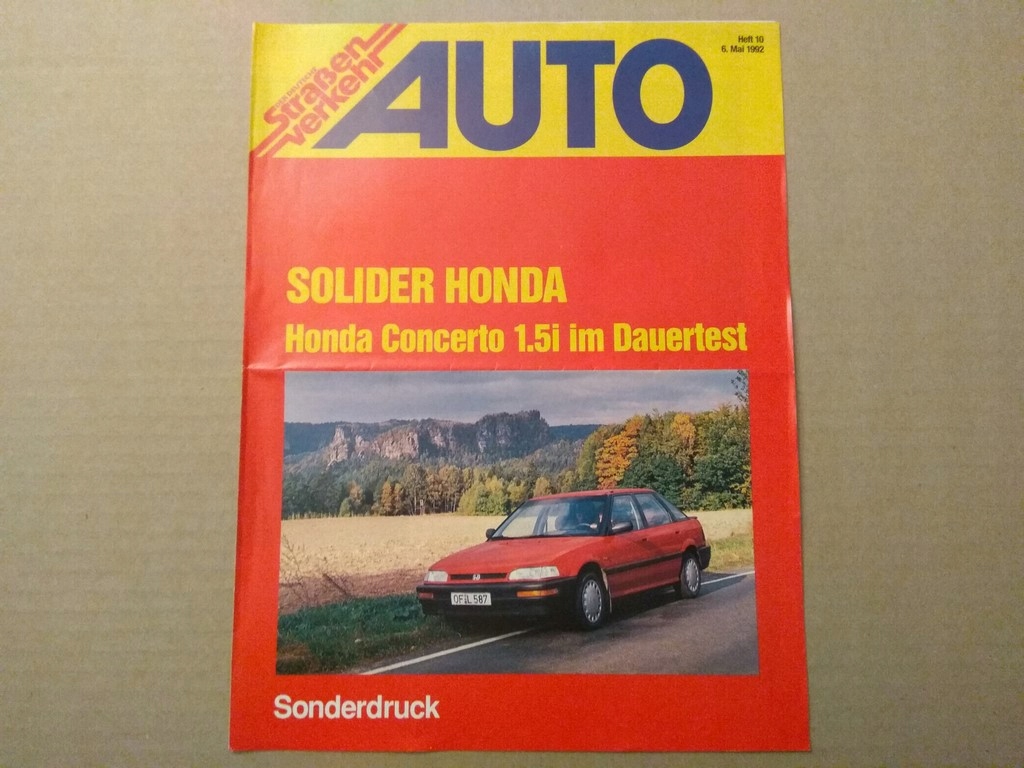 Straßen
verkehr
AUTO
Heft 10
6. Mai 1992
SOLIDER HONDA
Honda Concerto 1.5i im Dauertest
OF-L 587
Sonderdruck